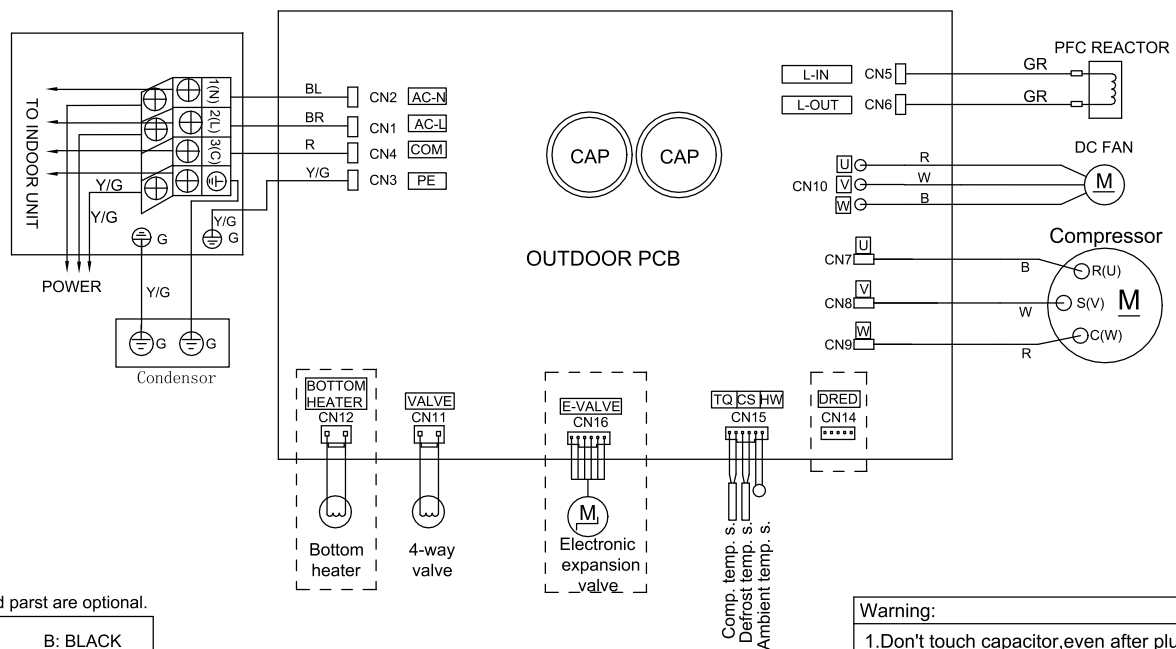 PFC REACTOR
L-IN CN5 GR
L-OUT CN6 GR
1(N)
2(L)
3(C)
BL CN2 AC-N
BR CN1 AC-L
R CN4 COM
Y/G CN3 PE
TO INDOOR UNIT
Y/G
Y/G
Y/G
G
G
POWER
Y/G
G
G
Condensor
CAP
CAP
OUTDOOR PCB
DC FAN
CN10
U R
V W
W B
M
Compressor
U
CN7 B R(U)
V
CN8 W S(V)
W
CN9 R C(W)
M
BOTTOM
HEATER
CN12
VALVE
CN11
E-VALVE
CN16
TQ CS HW
CN15
DRED
CN14
M
Bottom
heater
4-way
valve
Electronic
expansion
valve
Comp. temp. s.
Defrost temp. s.
Ambient temp. s.
parst are optional.
B: BLACK
Warning:
1.Don't touch capacitor,even after